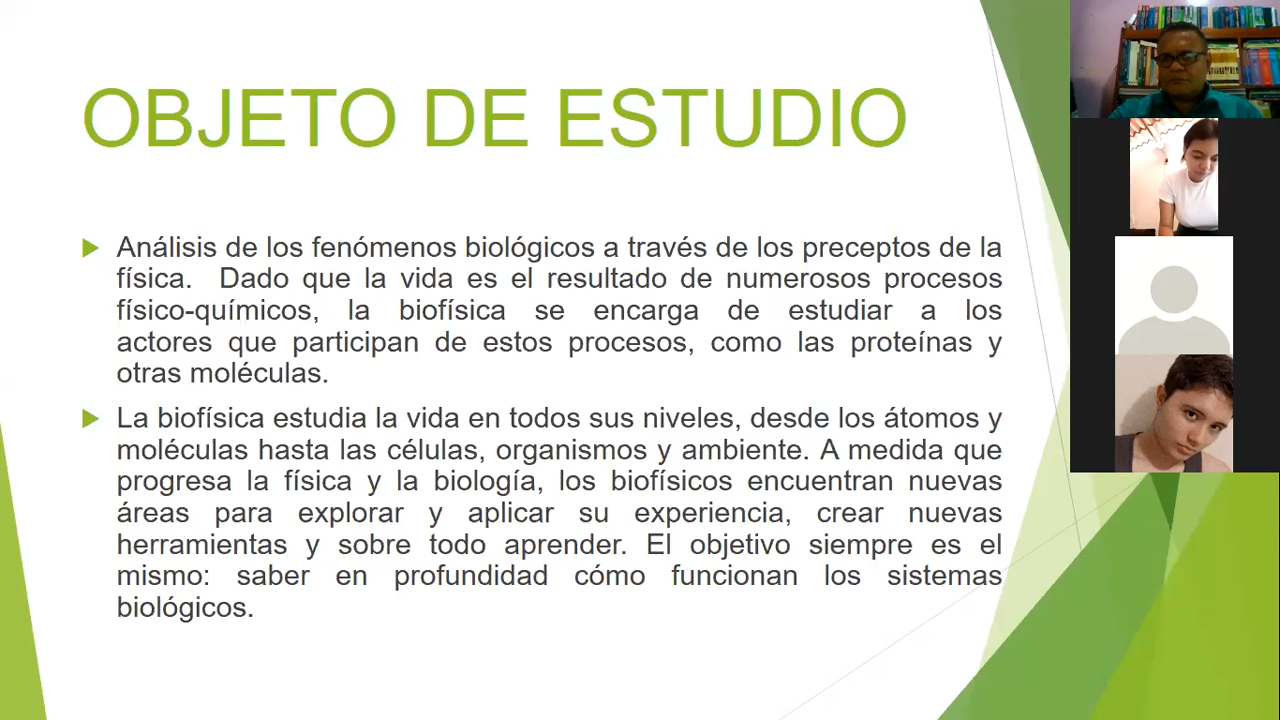 OBJETO DE ESTUDIO
Análisis de los fenómenos biológicos a través de los preceptos de la
física. Dado que la vida es el resultado de numerosos procesos
físico-químicos, la biofísica se encarga de estudiar a los
actores que participan de estos procesos, como las proteínas y
otras moléculas.
La biofísica estudia la vida en todos sus niveles, desde los átomos y
moléculas hasta las células, organismos y ambiente. A medida que
progresa la física y la biología, los biofísicos encuentran nuevas
áreas para explorar y aplicar su experiencia, crear nuevas
herramientas y sobre todo aprender. El objetivo siempre es el
mismo: saber en profundidad cómo funcionan los sistemas
biológicos.